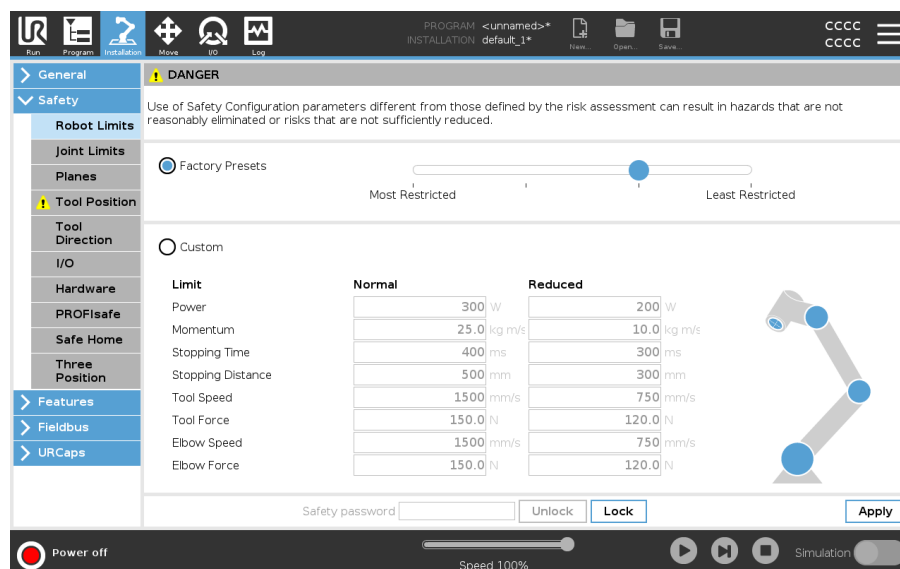 PROGRAM <unnamed>*
INSTALLATION default_1*
CCCC
CCCC
Run Program Installation Move I/O Log New... Open... Save...
General
Safety
Robot Limits
Joint Limits
Planes
Tool Position
Tool
Direction
I/O
Hardware
PROFIsafe
Safe Home
Three
Position
Features
Fieldbus
URCaps
DANGER
Use of Safety Configuration parameters different from those defined by the risk assessment can result in hazards that are not
reasonably eliminated or risks that are not sufficiently reduced.
Factory Presets
Most Restricted Least Restricted
Custom
Limit Normal Reduced
Power 300 W 200 W
Momentum 25.0 kg m/s 10.0 kg m/s
Stopping Time 400 ms 300 ms
Stopping Distance 500 mm 300 mm
Tool Speed 1500 mm/s 750 mm/s
Tool Force 150.0 N 120.0 N
Elbow Speed 1500 mm/s 750 mm/s
Elbow Force 150.0 N 120.0 N
Safety password Unlock Lock Apply
Power off
Speed 100%
Simulation